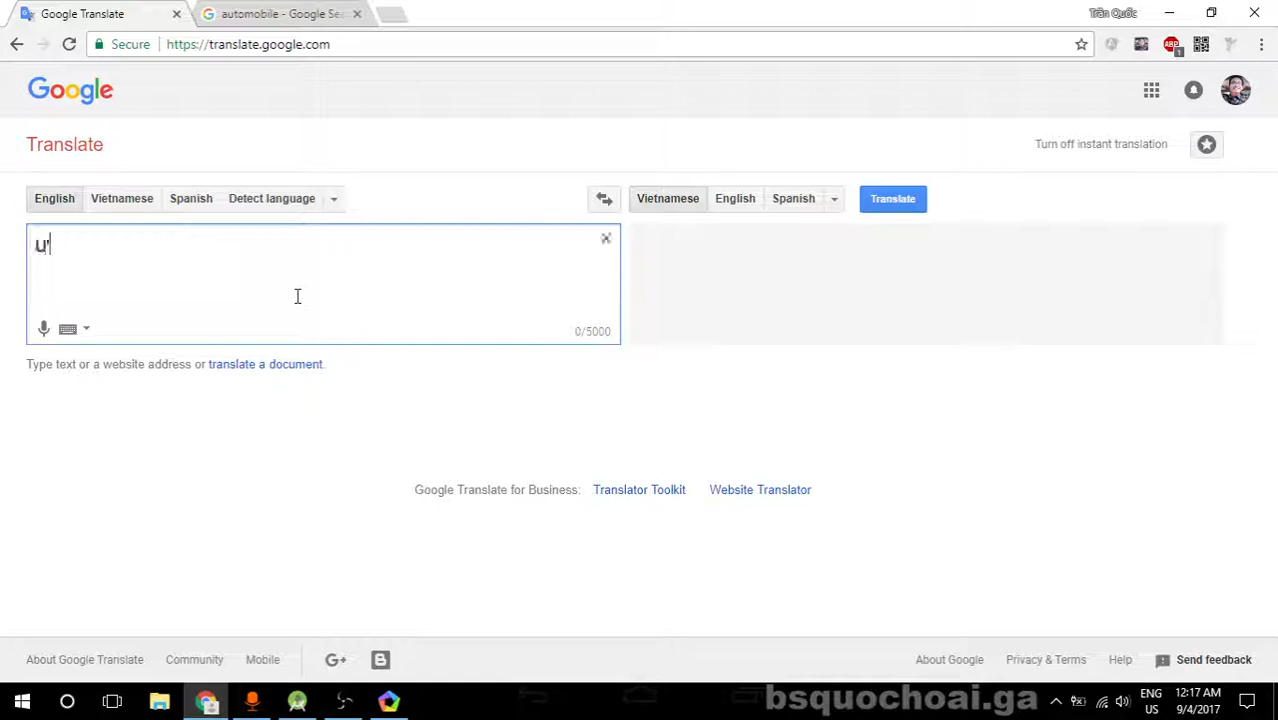 Google Translate
automobile - Google Sea
Trần Quốc
Secure
https://translate.google.com
ABP
1
Google
Translate
Turn off instant translation
English Vietnamese Spanish Detect language
Vietnamese English Spanish
Translate
0/5000
Type text or a website address or translate a document.
Google Translate for Business: Translator Toolkit Website Translator
About Google Translate Community Mobile
G+
About Google Privacy & Terms Help Send feedback
bsquochoai.ga
ENG
US
12:17 AM
9/4/2017